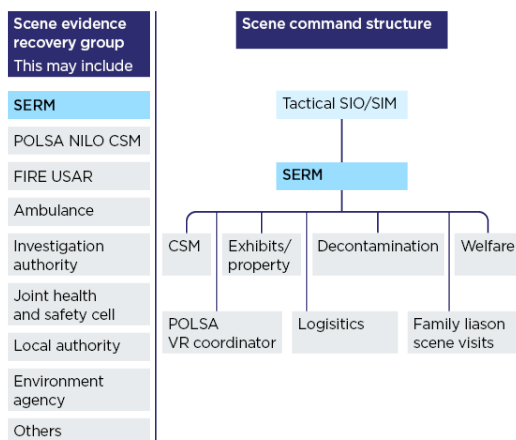 Scene evidence
recovery group
This may include
SERM
POLSA NILO CSM
FIRE USAR
Ambulance
Investigation
authority
Joint health
and safety cell
Local authority
Environment
agency
Others
Scene command structure
Tactical SIO/SIM
SERM
CSM
Exhibits/
property
Decontamination
Welfare
POLSA
VR coordinator
Logisitics
Family liason
scene visits